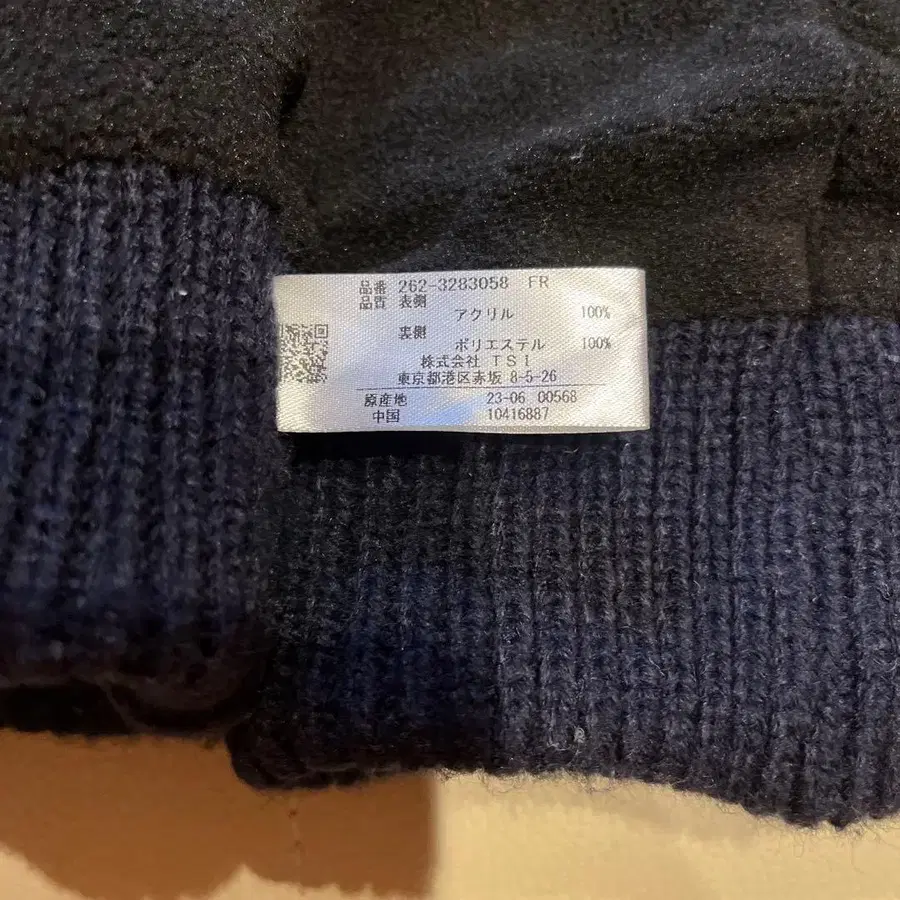 品番 262-3283058 FR
品質 表側
アクリル 100%
裏側
ポリエステル 100%
株式会社 TSI
東京都港区赤坂 8-5-26
原産地 23-06 00568
中国 10416887